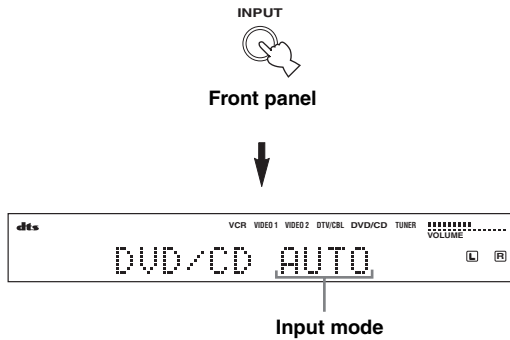 INPUT
Front panel
dts VCR VIDEO 1 VIDEO 2 DTV/CBL DVD/CD TUNER
VOLUME
DVD/CD AUTO L R
Input mode